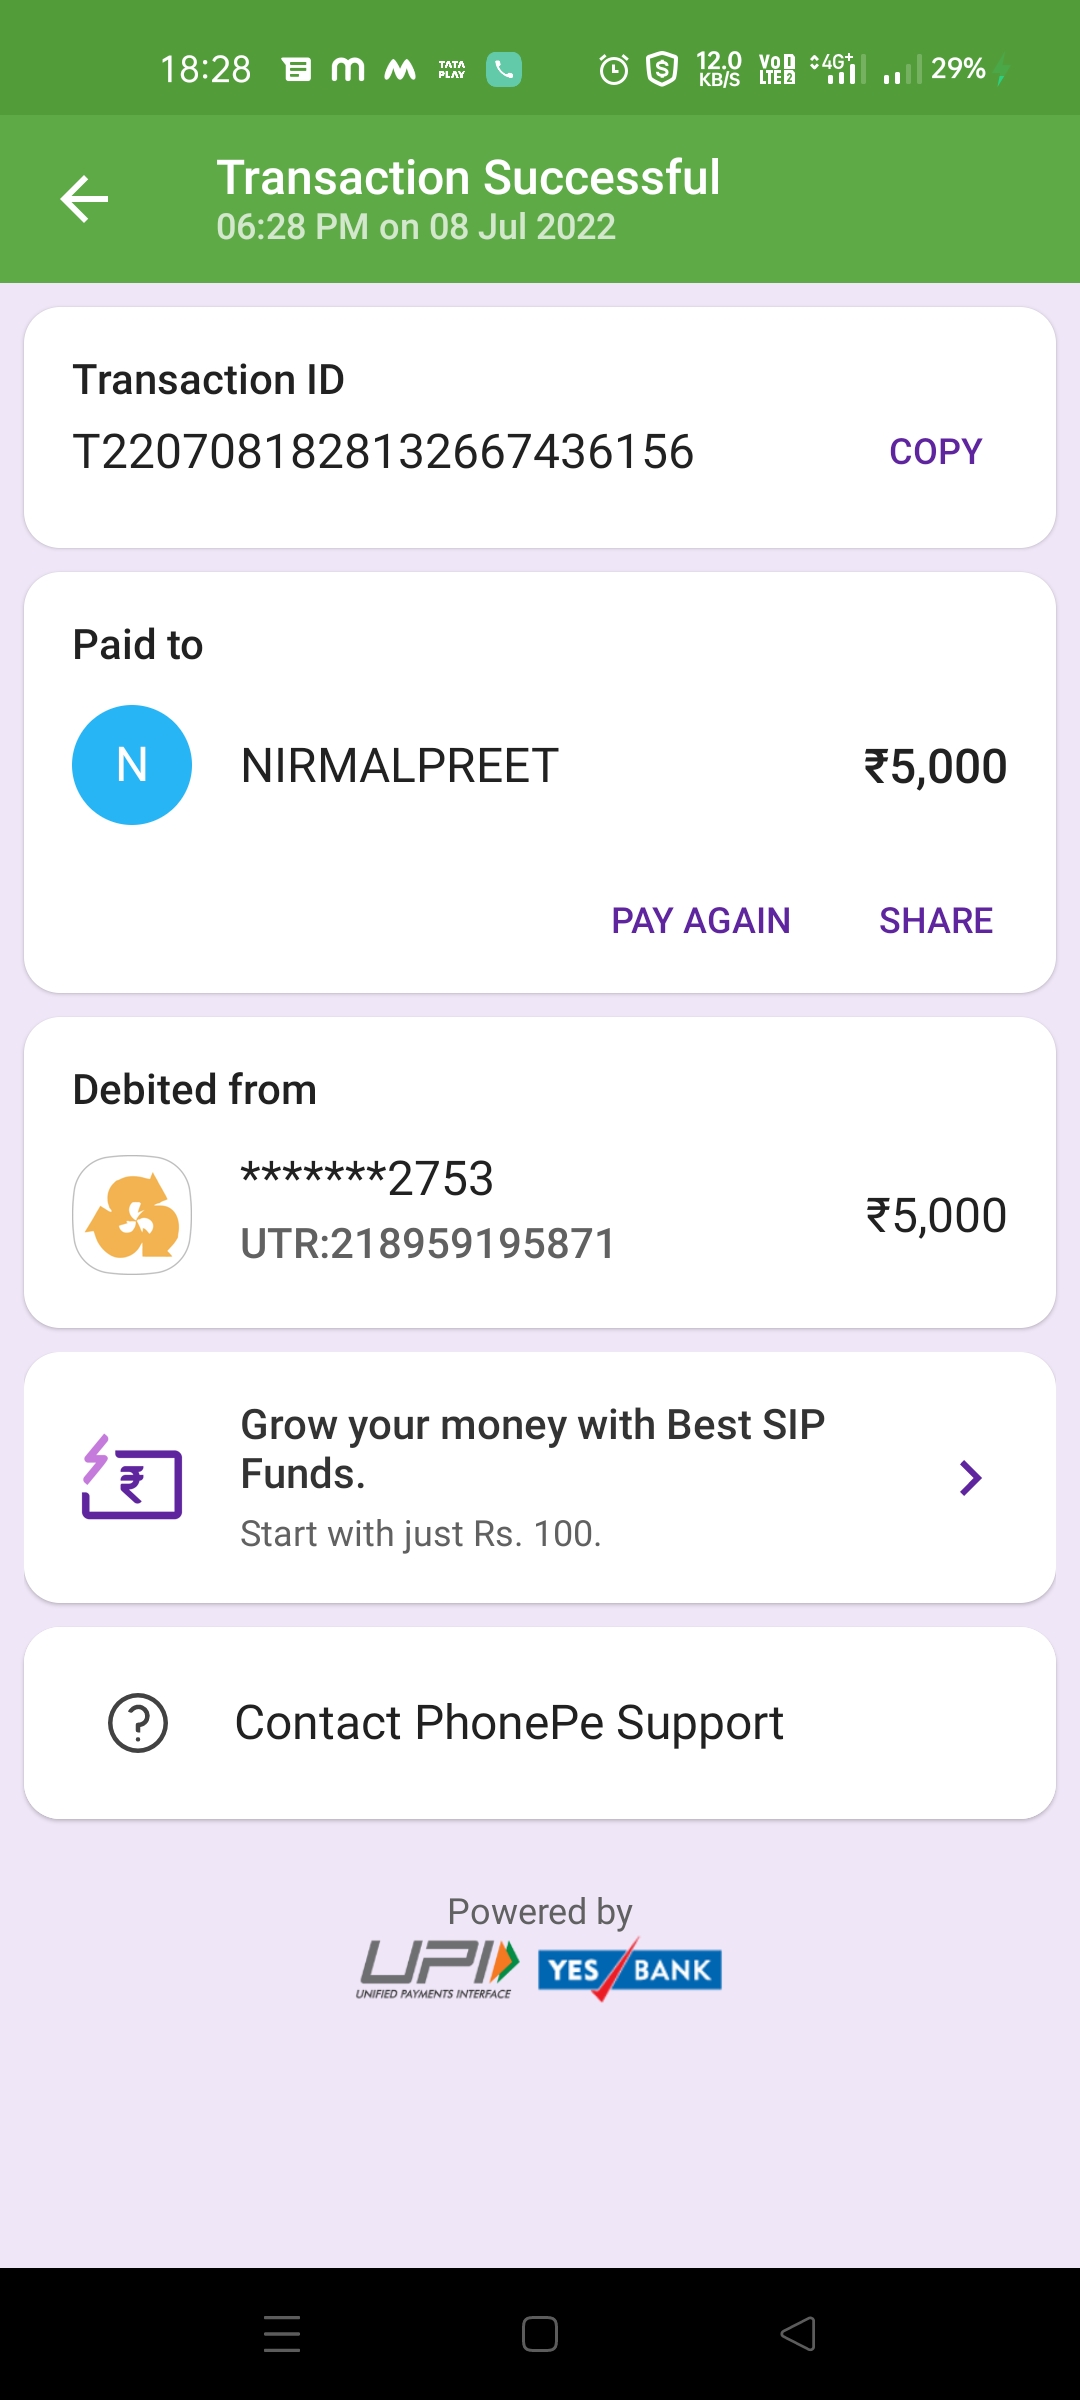 18:28 TATA PLAY 12.0 KB/S VoD LTE 2 4G+ 29%
Transaction Successful
06:28 PM on 08 Jul 2022
Transaction ID
T2207081828132667436156 COPY
Paid to
N NIRMALPREET ₹5,000
PAY AGAIN SHARE
Debited from
*******2753
UTR:218959195871 ₹5,000
Grow your money with Best SIP
Funds.
₹
Start with just Rs. 100.
? Contact PhonePe Support
Powered by
UPI YES BANK
UNIFIED PAYMENTS INTERFACE